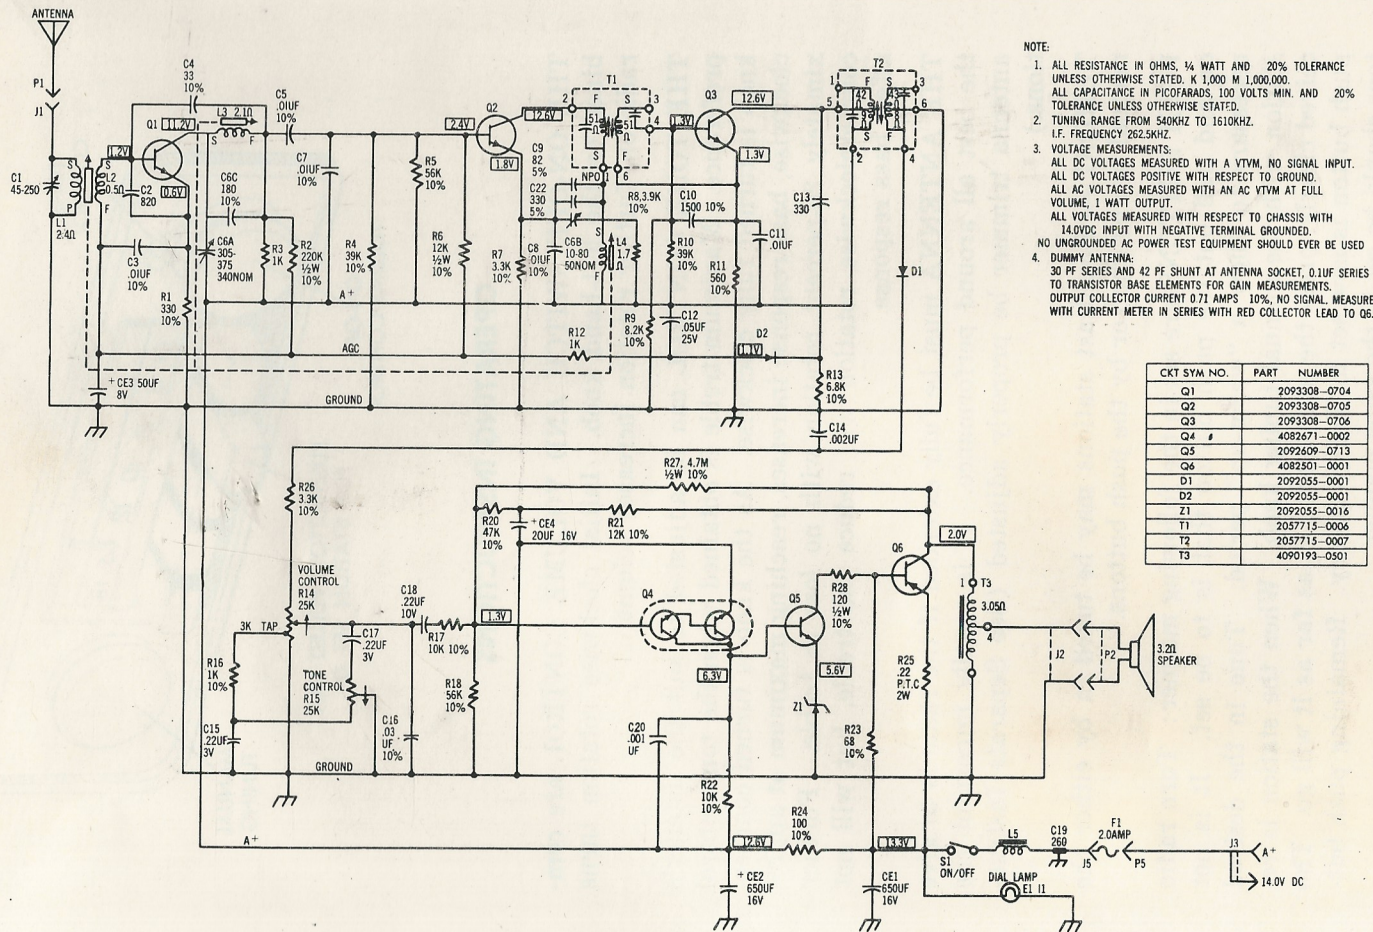 ANTENNA
P1
J1
C1
45-250
S
P
L1
2.4Ω
S
F
L2
0.5Ω
1.2V
C4
33
10%
L3 2.1Ω
Q1
11.2V
S
F
C2
820
0.6V
C3
.01UF
10%
R1
330
10%
C6C
180
10%
C6A
305-
375
340NOM
C5
.01UF
10%
R3
1K
R2
220K
½W
10%
C7
.01UF
10%
R4
39K
10%
R5
56K
10%
R6
12K
½W
10%
2.4V
Q2
12.6V
1.8V
R7
3.3K
10%
C9
82
5%
NPO
C22
330
5%
C8
.01UF
10%
C6B
10-80
50NOM
T1
2
F
S
3
51
Ω
51
Ω
4
S
F
1
6
S
F
L4
1.7
Ω
R8,3.9K
10%
R9
8.2K
10%
Q3
12.6V
1.3V
1.3V
C10
1500 10%
R10
39K
10%
R11
560
10%
C11
.01UF
C12
.05UF
25V
R12
1K
D2
1.1V
C13
330
R13
6.8K
10%
C14
.002UF
T2
1
F
S
3
5
6
S
F
2
4
D1
A+
AGC
+ CE3 50UF
8V
GROUND
NOTE:
1. ALL RESISTANCE IN OHMS, ¼ WATT AND 20% TOLERANCE
UNLESS OTHERWISE STATED. K 1,000 M 1,000,000.
ALL CAPACITANCE IN PICOFARADS, 100 VOLTS MIN. AND 20%
TOLERANCE UNLESS OTHERWISE STATED.
2. TUNING RANGE FROM 540KHZ TO 1610KHZ.
I.F. FREQUENCY 262.5KHZ.
3. VOLTAGE MEASUREMENTS:
ALL DC VOLTAGES MEASURED WITH A VTVM, NO SIGNAL INPUT.
ALL DC VOLTAGES POSITIVE WITH RESPECT TO GROUND.
ALL AC VOLTAGES MEASURED WITH AN AC VTVM AT FULL
VOLUME, 1 WATT OUTPUT.
ALL VOLTAGES MEASURED WITH RESPECT TO CHASSIS WITH
14.0VDC INPUT WITH NEGATIVE TERMINAL GROUNDED.
NO UNGROUNDED AC POWER TEST EQUIPMENT SHOULD EVER BE USED
4. DUMMY ANTENNA:
30 PF SERIES AND 42 PF SHUNT AT ANTENNA SOCKET, 0.1UF SERIES
TO TRANSISTOR BASE ELEMENTS FOR GAIN MEASUREMENTS.
OUTPUT COLLECTOR CURRENT 0.71 AMPS 10%, NO SIGNAL. MEASURE
WITH CURRENT METER IN SERIES WITH RED COLLECTOR LEAD TO Q6.
CKT SYM NO. PART NUMBER
Q1 2093308-0704
Q2 2093308-0705
Q3 2093308-0706
Q4 4082671-0002
Q5 2092609-0713
Q6 4082501-0001
D1 2092055-0001
D2 2092055-0001
Z1 2092055-0016
T1 2057715-0006
T2 2057715-0007
T3 4090193-0501
R26
3.3K
10%
VOLUME
CONTROL
R14
25K
3K TAP
R16
1K
10%
C15
.22UF
3V
C17
.22UF
3V
TONE
CONTROL
R15
25K
C16
.03
UF
10%
C18
.22UF
10V
R17
10K 10%
R18
56K
10%
1.3V
R20
47K
10%
+ CE4
20UF 16V
R21
12K 10%
R27, 4.7M
½W 10%
Q4
6.3V
C20
.001
UF
R22
10K
10%
Q5
5.6V
Z1
R28
120
½W
10%
R23
68
10%
Q6
2.0V
R25
.22
P.T.C
2W
1
T3
3.05Ω
4
J2
P2
3.2Ω
SPEAKER
GROUND
A+
12.6V
R24
100
10%
13.3V
+ CE2
650UF
16V
CE1
650UF
16V
S1
ON/OFF
L5
C19
260
F1
2.0AMP
J5
P5
J3
A+
14.0V DC
DIAL LAMP
E1 I1